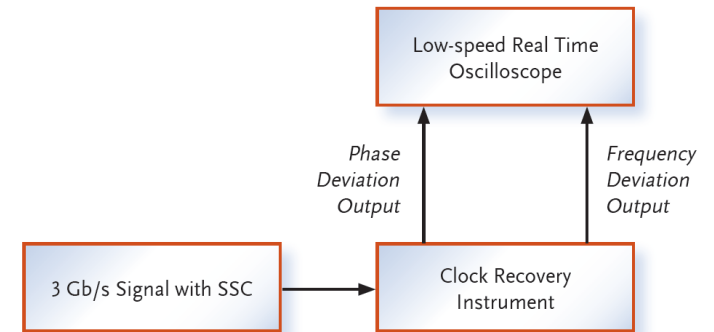 Low-speed Real Time
Oscilloscope
Phase
Deviation
Output
Frequency
Deviation
Output
3 Gb/s Signal with SSC
Clock Recovery
Instrument